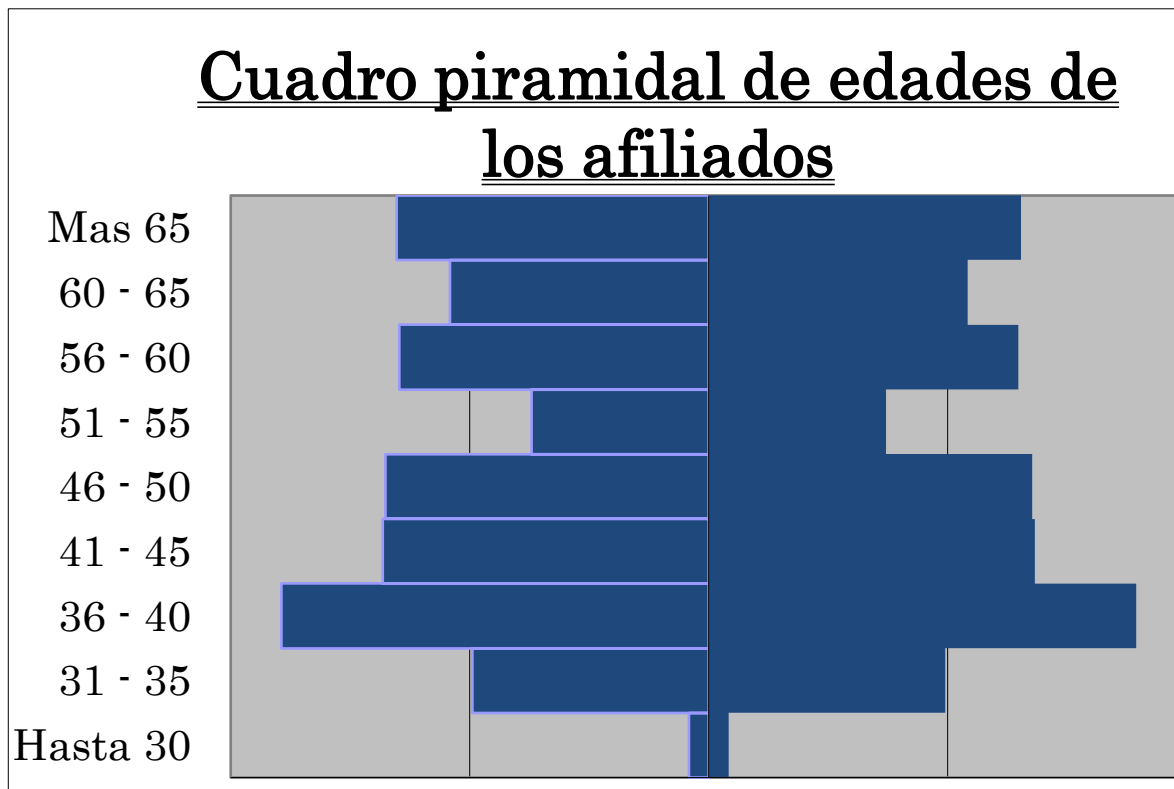 Cuadro piramidal de edades de
los afiliados
Mas 65
60 - 65
56 - 60
51 - 55
46 - 50
41 - 45
36 - 40
31 - 35
Hasta 30